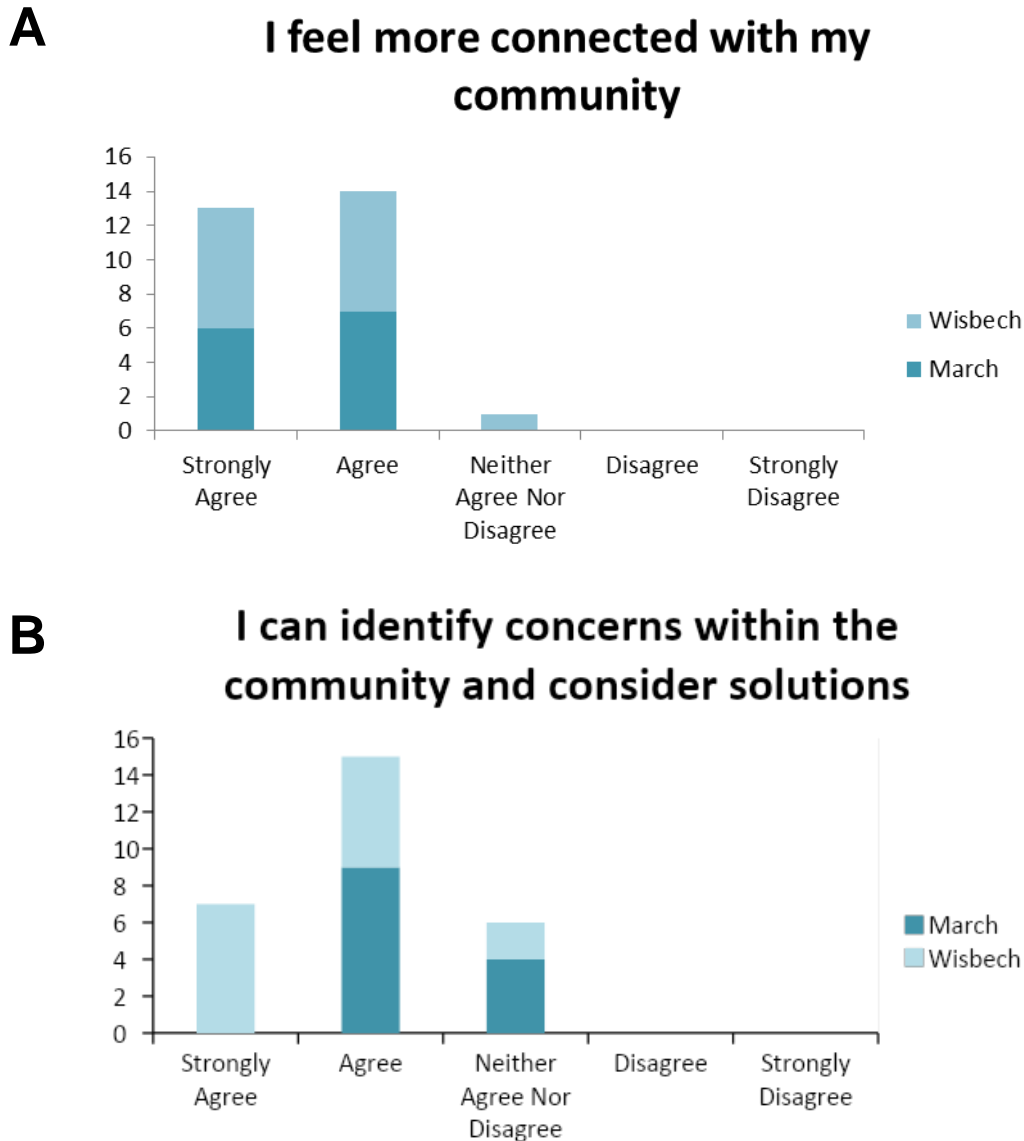 A
I feel more connected with my
community
16
14
12
10
8
6
4
2
0
Strongly
Agree
Agree
Neither
Agree Nor
Disagree
Disagree
Strongly
Disagree
Wisbech
March
B
I can identify concerns within the
community and consider solutions
16
14
12
10
8
6
4
2
0
Strongly
Agree
Agree
Neither
Agree Nor
Disagree
Disagree
Strongly
Disagree
March
Wisbech